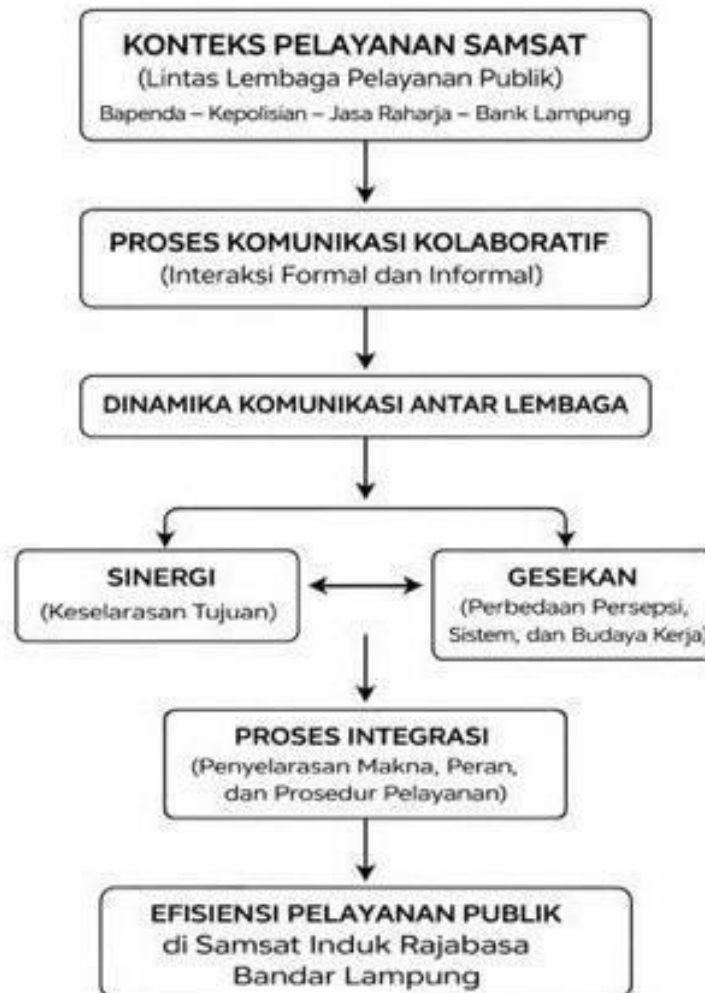 KONTEKS PELAYANAN SAMSAT
(Lintas Lembaga Pelayanan Publik)
Bapenda – Kepolisian – Jasa Raharja – Bank Lampung
PROSES KOMUNIKASI KOLABORATIF
(Interaksi Formal dan Informal)
DINAMIKA KOMUNIKASI ANTAR LEMBAGA
SINERGI
(Keselarasan Tujuan)
GESEKAN
(Perbedaan Persepsi,
Sistem, dan Budaya Kerja)
PROSES INTEGRASI
(Penyelarasan Makna, Peran,
dan Prosedur Pelayanan)
EFISIENSI PELAYANAN PUBLIK
di Samsat Induk Rajabasa
Bandar Lampung